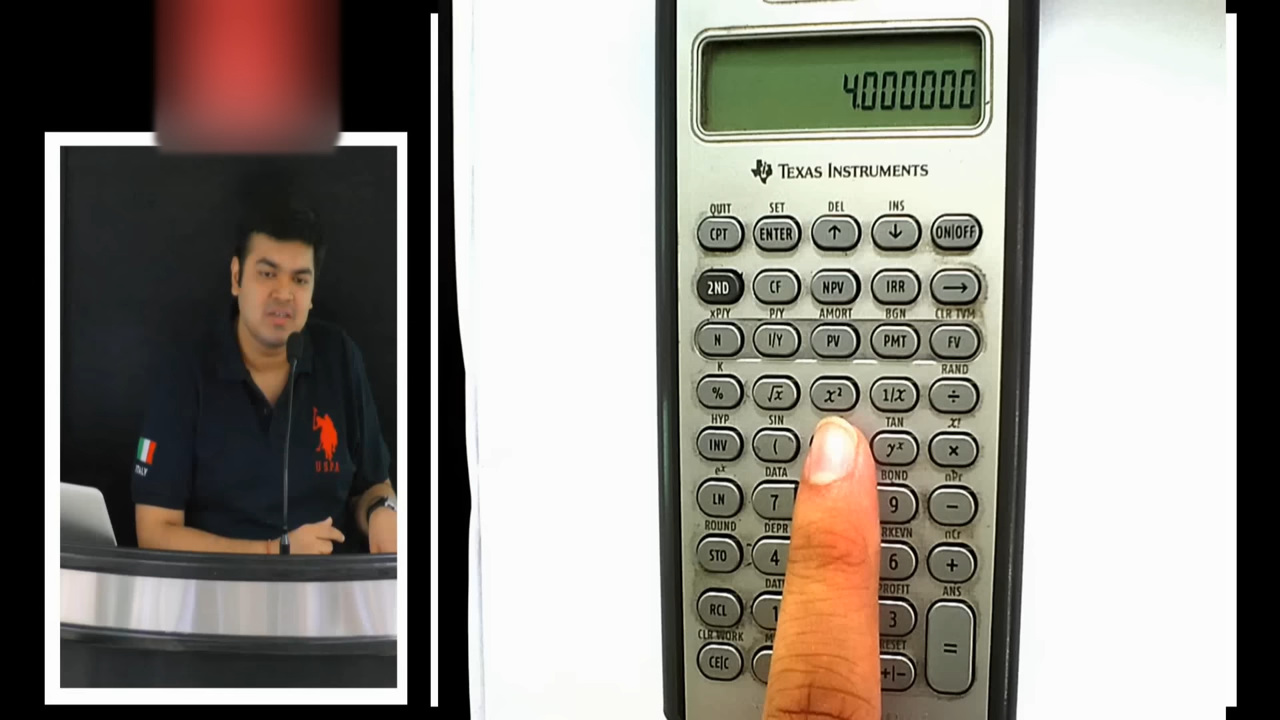 4.000000
TEXAS INSTRUMENTS
QUIT SET DEL INS
CPT ENTER ↑ ↓ ON|OFF
2ND CF NPV IRR →
xP/Y P/Y AMORT BGN CLR TVM
N I/Y PV PMT FV
K RAND
% √x x² 1/x ÷
HYP SIN TAN x!
INV ( yˣ ×
eˣ DATA BOND nPr
LN 7 9 −
ROUND DEPR nCr
STO 4 6 +
PROFIT ANS
RCL 1 3 =
CLR WORK
CE|C +|−
ITALY
U.S.P.A